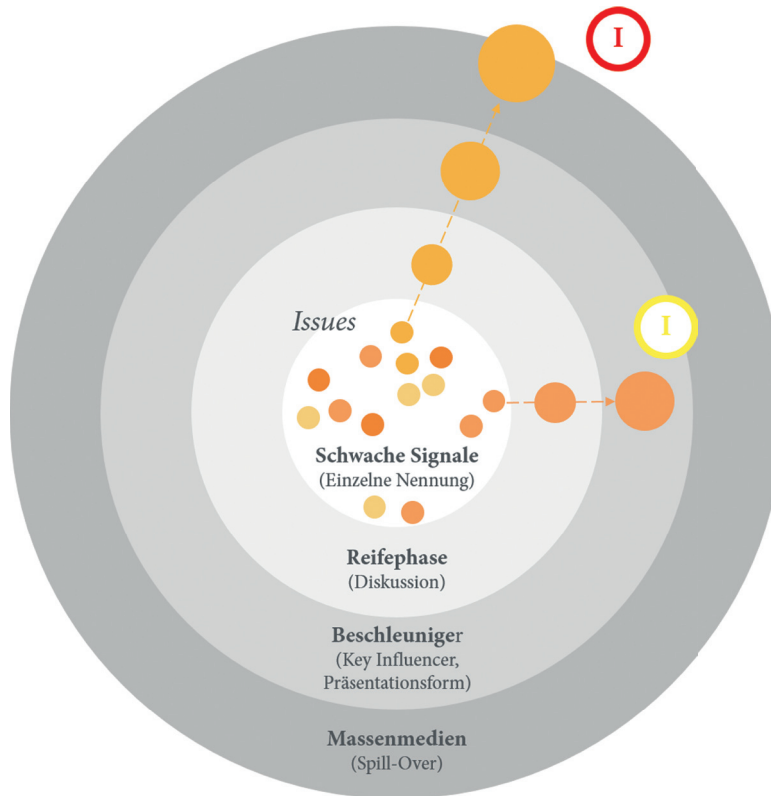 I
Issues
I
Schwache Signale
(Einzelne Nennung)
Reifephase
(Diskussion)
Beschleuniger
(Key Influencer,
Präsentationsform)
Massenmedien
(Spill-Over)